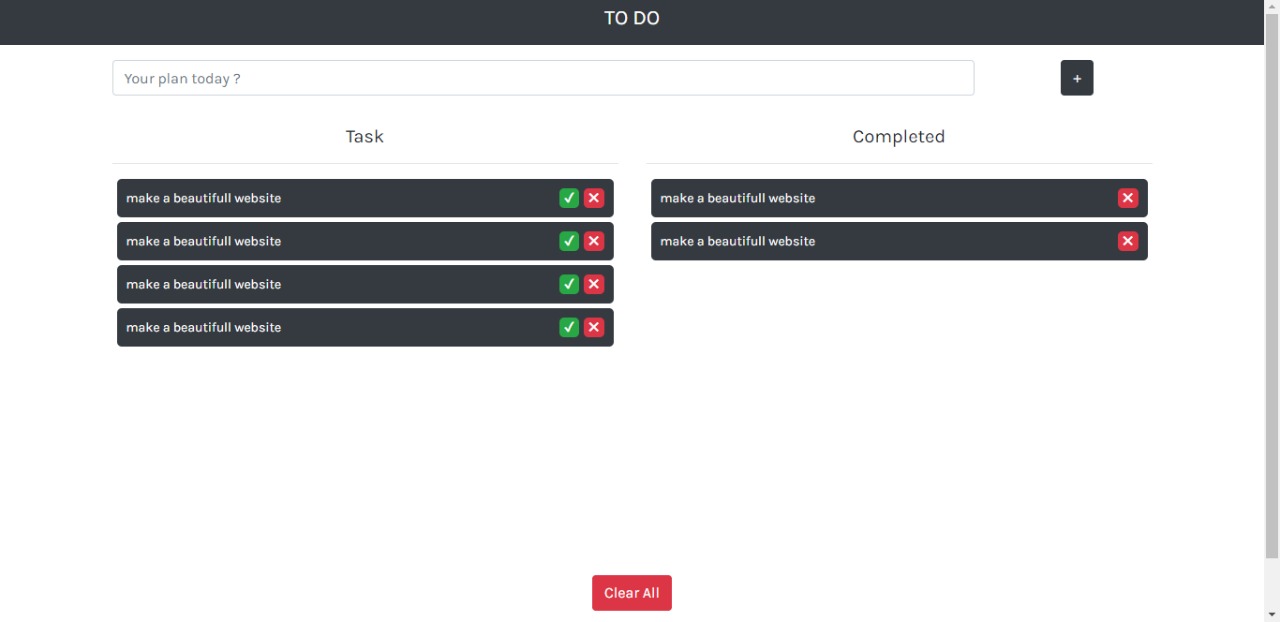 TO DO
Your plan today ?
+
Task
make a beautifull website
make a beautifull website
make a beautifull website
make a beautifull website
Completed
make a beautifull website
make a beautifull website
Clear All